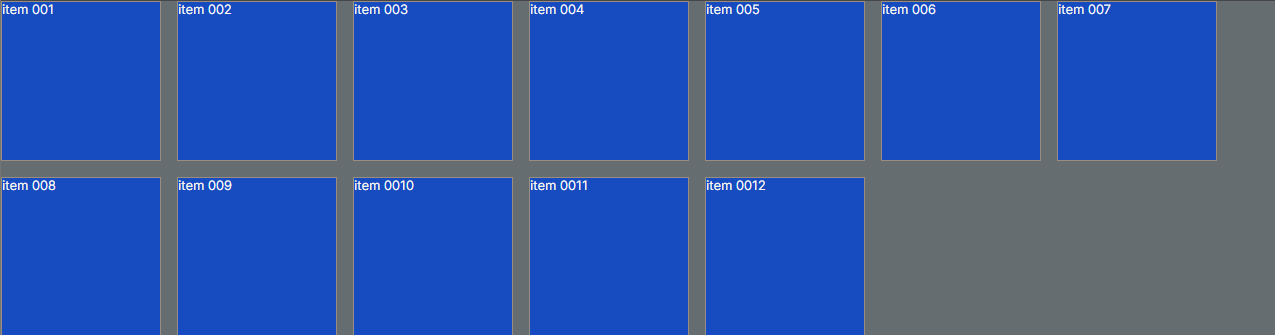 item 001
item 002
item 003
item 004
item 005
item 006
item 007
item 008
item 009
item 0010
item 0011
item 0012